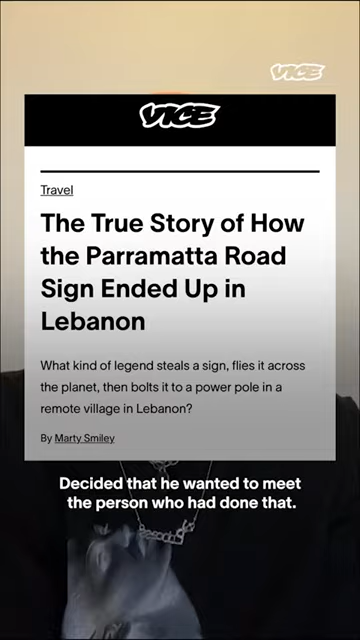 VICE
VICE
Travel
The True Story of How
the Parramatta Road
Sign Ended Up in
Lebanon
What kind of legend steals a sign, flies it across
the planet, then bolts it to a power pole in a
remote village in Lebanon?
By Marty Smiley
Decided that he wanted to meet
the person who had done that.